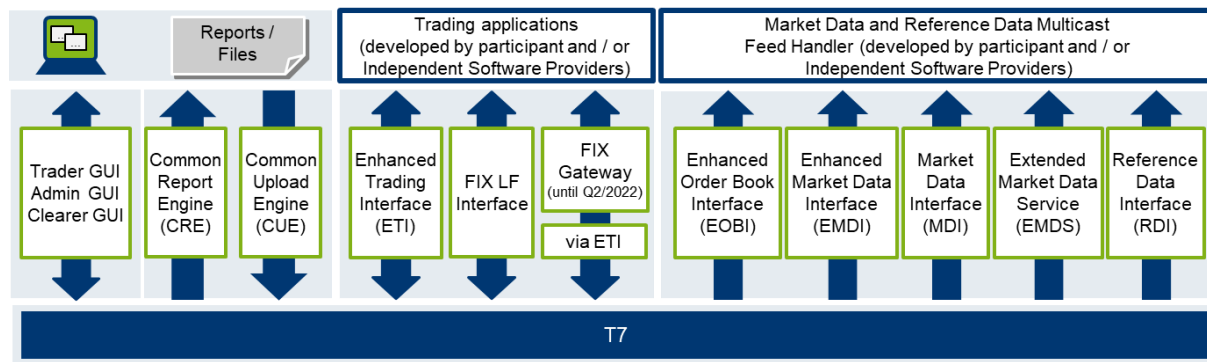 Reports /
Files
Trading applications
(developed by participant and / or
Independent Software Providers)
Market Data and Reference Data Multicast
Feed Handler (developed by participant and / or
Independent Software Providers)
Trader GUI
Admin GUI
Clearer GUI
Common
Report
Engine
(CRE)
Common
Upload
Engine
(CUE)
Enhanced
Trading
Interface
(ETI)
FIX LF
Interface
FIX
Gateway
(until Q2/2022)
via ETI
Enhanced
Order Book
Interface
(EOBI)
Enhanced
Market Data
Interface
(EMDI)
Market
Data
Interface
(MDI)
Extended
Market Data
Service
(EMDS)
Reference
Data
Interface
(RDI)
T7